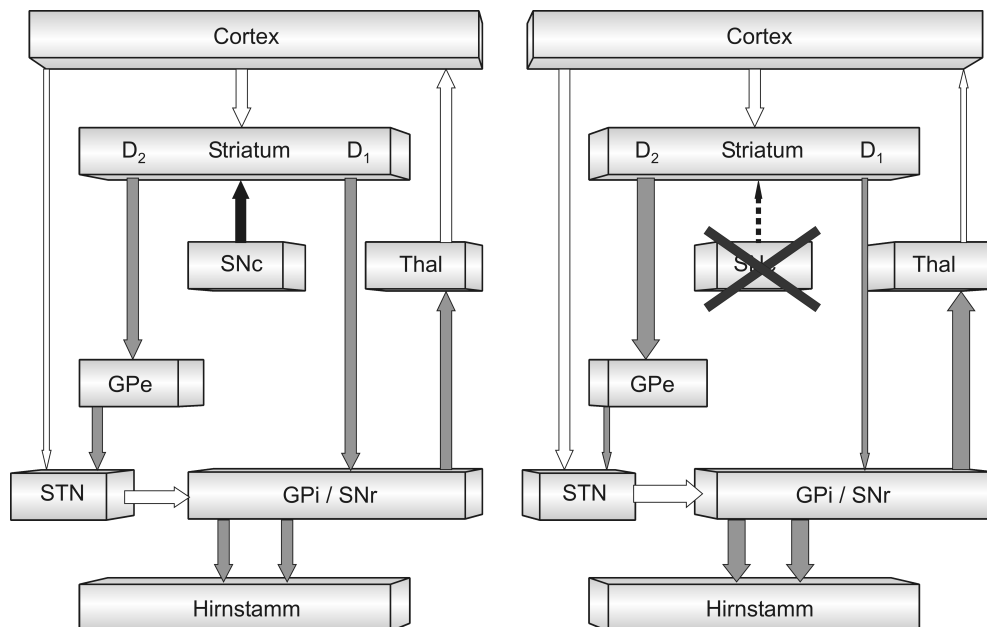 Cortex
D₂ Striatum D₁
SNc
Thal
GPe
STN
GPi / SNr
Hirnstamm
Cortex
D₂ Striatum D₁
Thal
GPe
STN
GPi / SNr
Hirnstamm